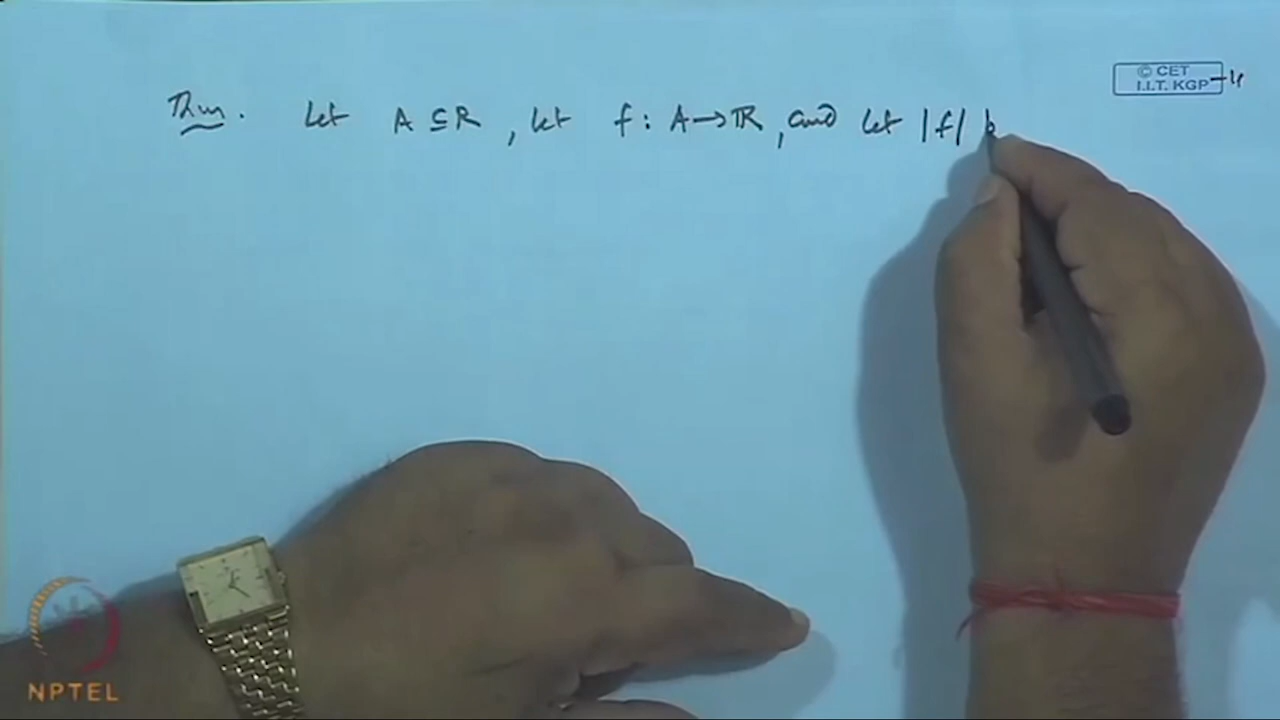 © CET
I.I.T. KGP
Thm. Let A ⊆ R, let f: A→R, and let |f| b
NPTEL